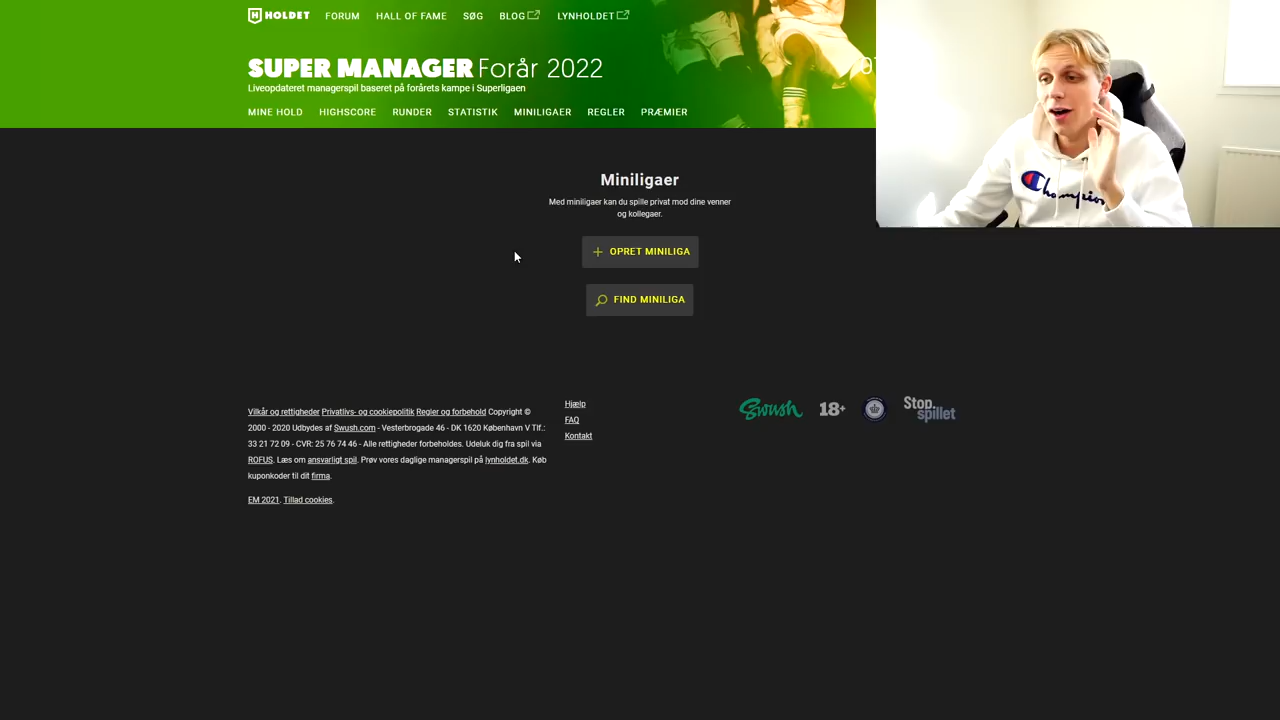 HOLDET FORUM HALL OF FAME SØG BLOG LYNHOLDET
SUPER MANAGER Forår 2022
Liveopdateret managerspil baseret på forårets kampe i Superligaen
MINE HOLD HIGHSCORE RUNDER STATISTIK MINILIGAER REGLER PRÆMIER
Champion
Miniligaer
Med miniligaer kan du spille privat mod dine venner
og kollegaer.
OPRET MINILIGA
FIND MINILIGA
Vilkår og rettigheder Privatlivs- og cookiepolitik Regler og forbehold Copyright ©
2000 - 2020 Udbydes af Swush.com - Vesterbrogade 46 - DK 1620 København V Tlf.:
33 21 72 09 - CVR: 25 76 74 46 - Alle rettigheder forbeholdes. Udeluk dig fra spil via
ROFUS. Læs om ansvarligt spil. Prøv vores daglige managerspil på lynholdet.dk. Køb
kuponkoder til dit firma.
EM 2021. Tillad cookies.
Hjælp
FAQ
Kontakt
Swush 18+ Stop
spillet